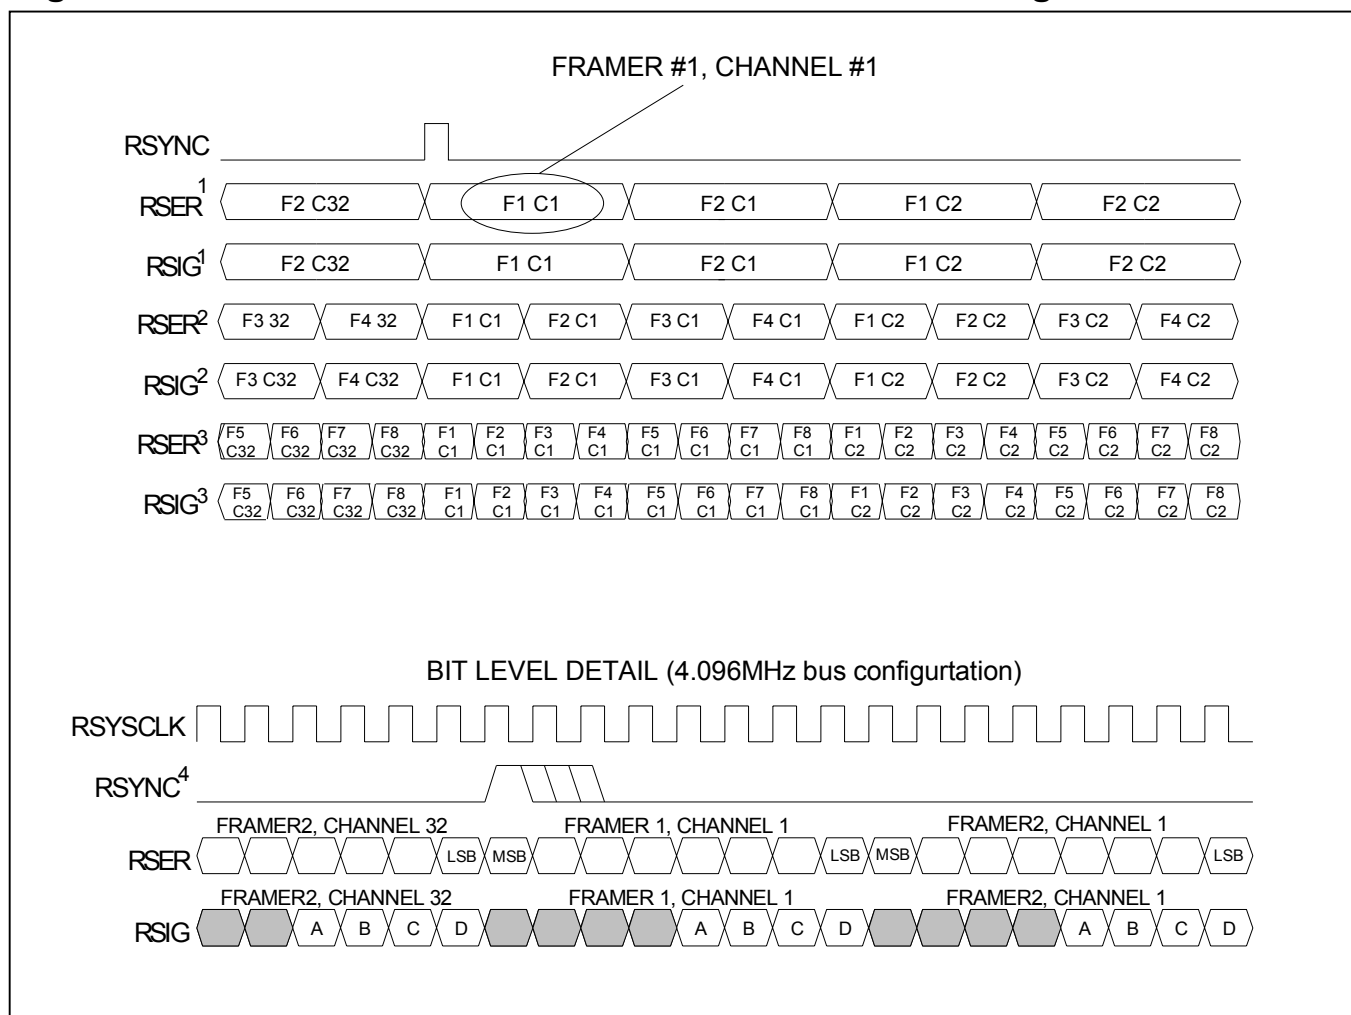 FRAMER #1, CHANNEL #1
RSYNC
RSER1 F2 C32 F1 C1 F2 C1 F1 C2 F2 C2
RSIG1 F2 C32 F1 C1 F2 C1 F1 C2 F2 C2
RSER2 F3 32 F4 32 F1 C1 F2 C1 F3 C1 F4 C1 F1 C2 F2 C2 F3 C2 F4 C2
RSIG2 F3 C32 F4 C32 F1 C1 F2 C1 F3 C1 F4 C1 F1 C2 F2 C2 F3 C2 F4 C2
F5 F6 F7 F8 F1 F2 F3 F4 F5 F6 F7 F8 F1 F2 F3 F4 F5 F6 F7 F8
RSER3 C32 C32 C32 C32 C1 C1 C1 C1 C1 C1 C1 C1 C2 C2 C2 C2 C2 C2 C2 C2
F5 F6 F7 F8 F1 F2 F3 F4 F5 F6 F7 F8 F1 F2 F3 F4 F5 F6 F7 F8
RSIG3 C32 C32 C32 C32 C1 C1 C1 C1 C1 C1 C1 C1 C2 C2 C2 C2 C2 C2 C2 C2
BIT LEVEL DETAIL (4.096MHz bus configurtation)
RSYSCLK
RSYNC4
FRAMER2, CHANNEL 32 FRAMER 1, CHANNEL 1 FRAMER2, CHANNEL 1
RSER LSB MSB LSB MSB LSB
FRAMER2, CHANNEL 32 FRAMER 1, CHANNEL 1 FRAMER2, CHANNEL 1
RSIG A B C D A B C D A B C D